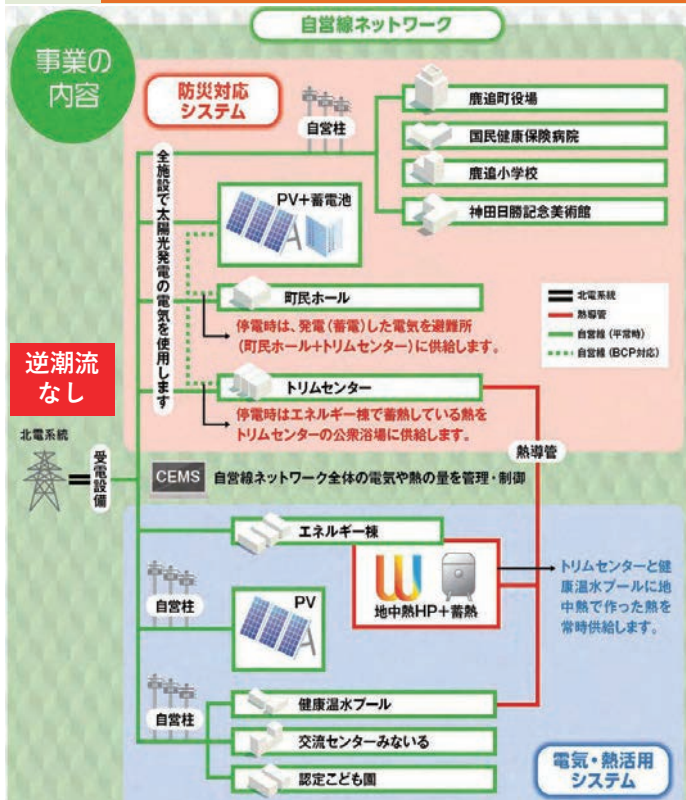 自営線ネットワーク
事業の
内容
防災対応
システム
自営柱
鹿追町役場
国民健康保険病院
鹿追小学校
神田日勝記念美術館
全施設で太陽光発電の電気を使用します
PV+蓄電池
町民ホール
停電時は、発電（蓄電）した電気を避難所
（町民ホール+トリムセンター）に供給します。
北電系統
熱導管
自営線（平常時）
自営線（BCP対応）
逆潮流
なし
トリムセンター
停電時はエネルギー棟で蓄熱している熱を
トリムセンターの公衆浴場に供給します。
熱導管
北電系統
受電設備
CEMS
自営線ネットワーク全体の電気や熱の量を管理・制御
エネルギー棟
地中熱HP+蓄熱
トリムセンターと健
康温水プールに地
中熱で作った熱を
常時供給します。
自営柱
PV
自営柱
健康温水プール
交流センターみないる
認定こども園
電気・熱活用
システム